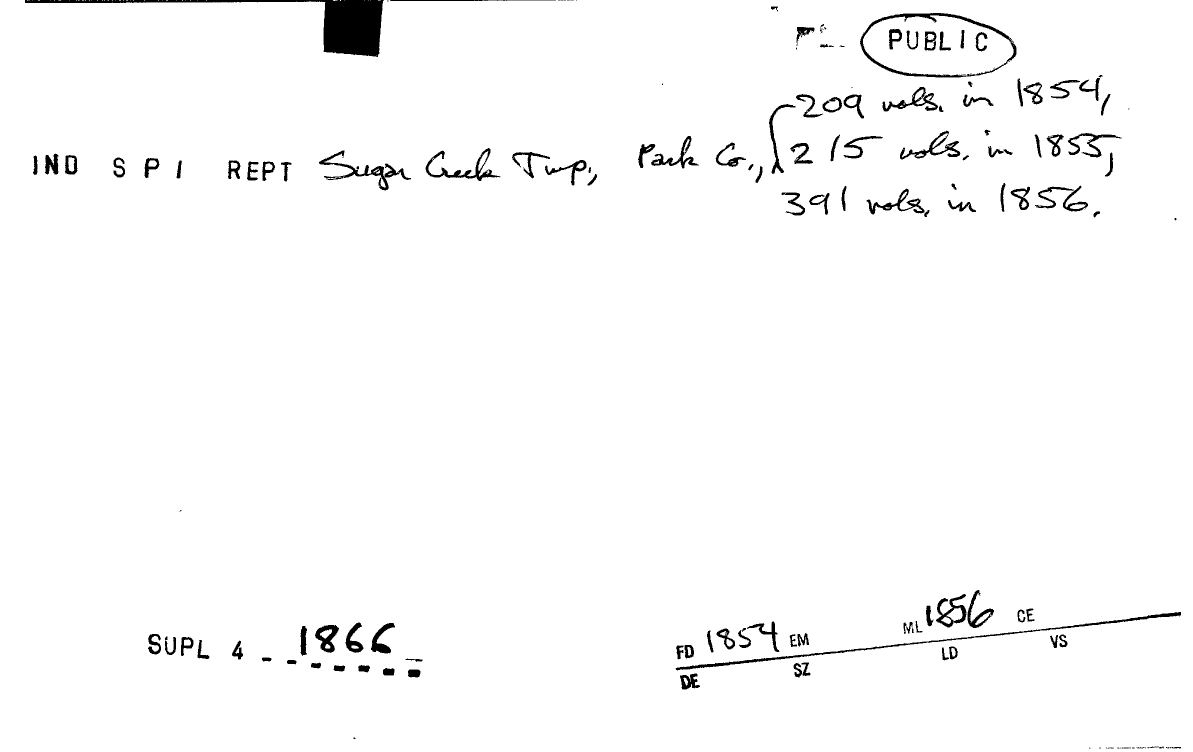 PUBLIC
209 vols. in 1854,
IND S P I REPT Sugar Creek Twp., Park Co., 215 vols. in 1855,
391 vols. in 1856.
SUPL 4 1866
FD 1854 EM ML 1856 CE
DE SZ LD VS